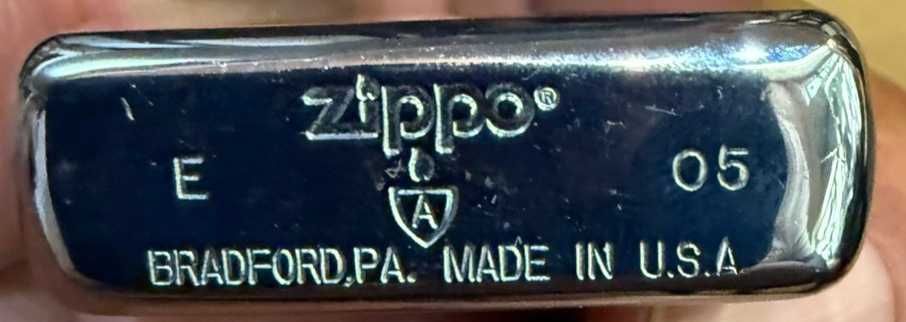 zippo®
E 05
A
BRADFORD,PA. MADE IN U.S.A.